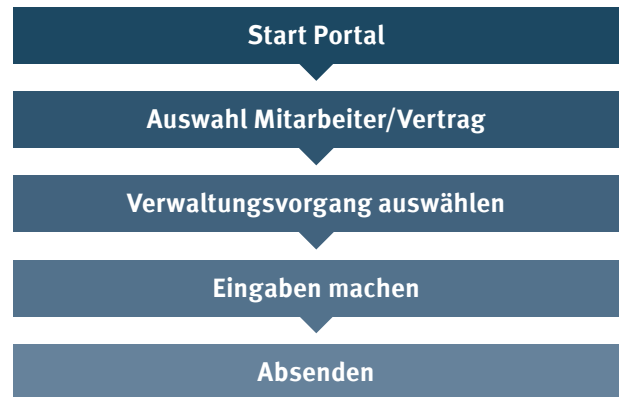 Start Portal
Auswahl Mitarbeiter/Vertrag
Verwaltungsvorgang auswählen
Eingaben machen
Absenden